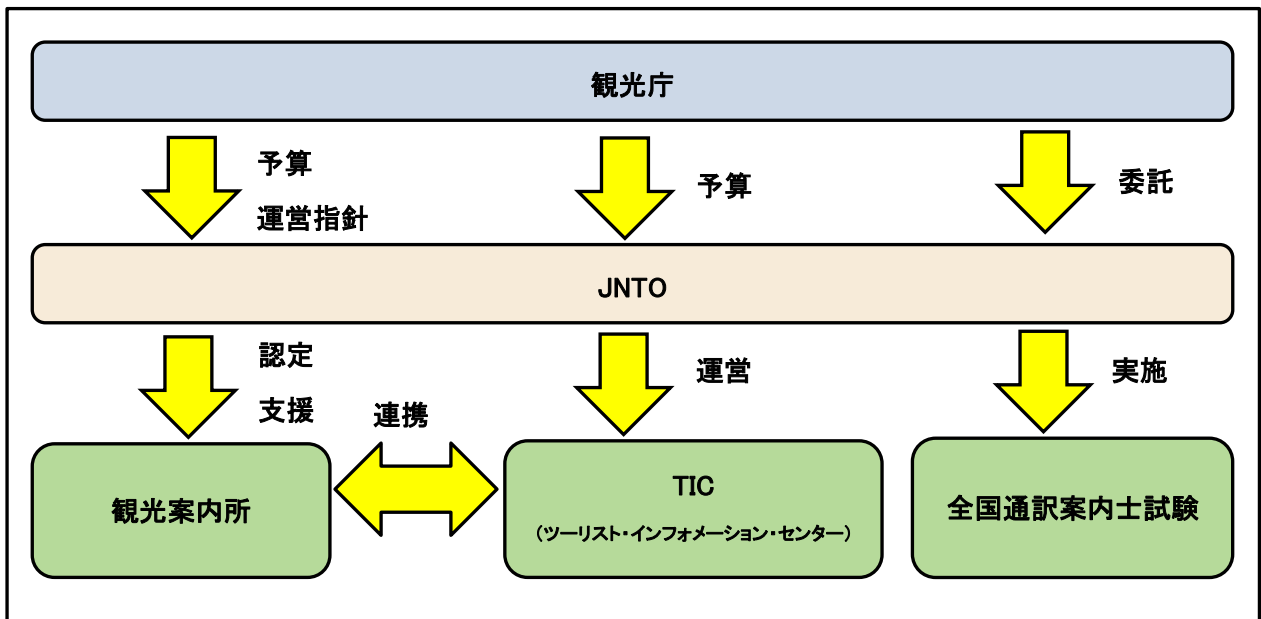 観光庁
予算
運営指針
予算
委託
JNTO
認定
支援
運営
実施
連携
観光案内所
TIC
(ツーリスト・インフォメーション・センター)
全国通訳案内士試験